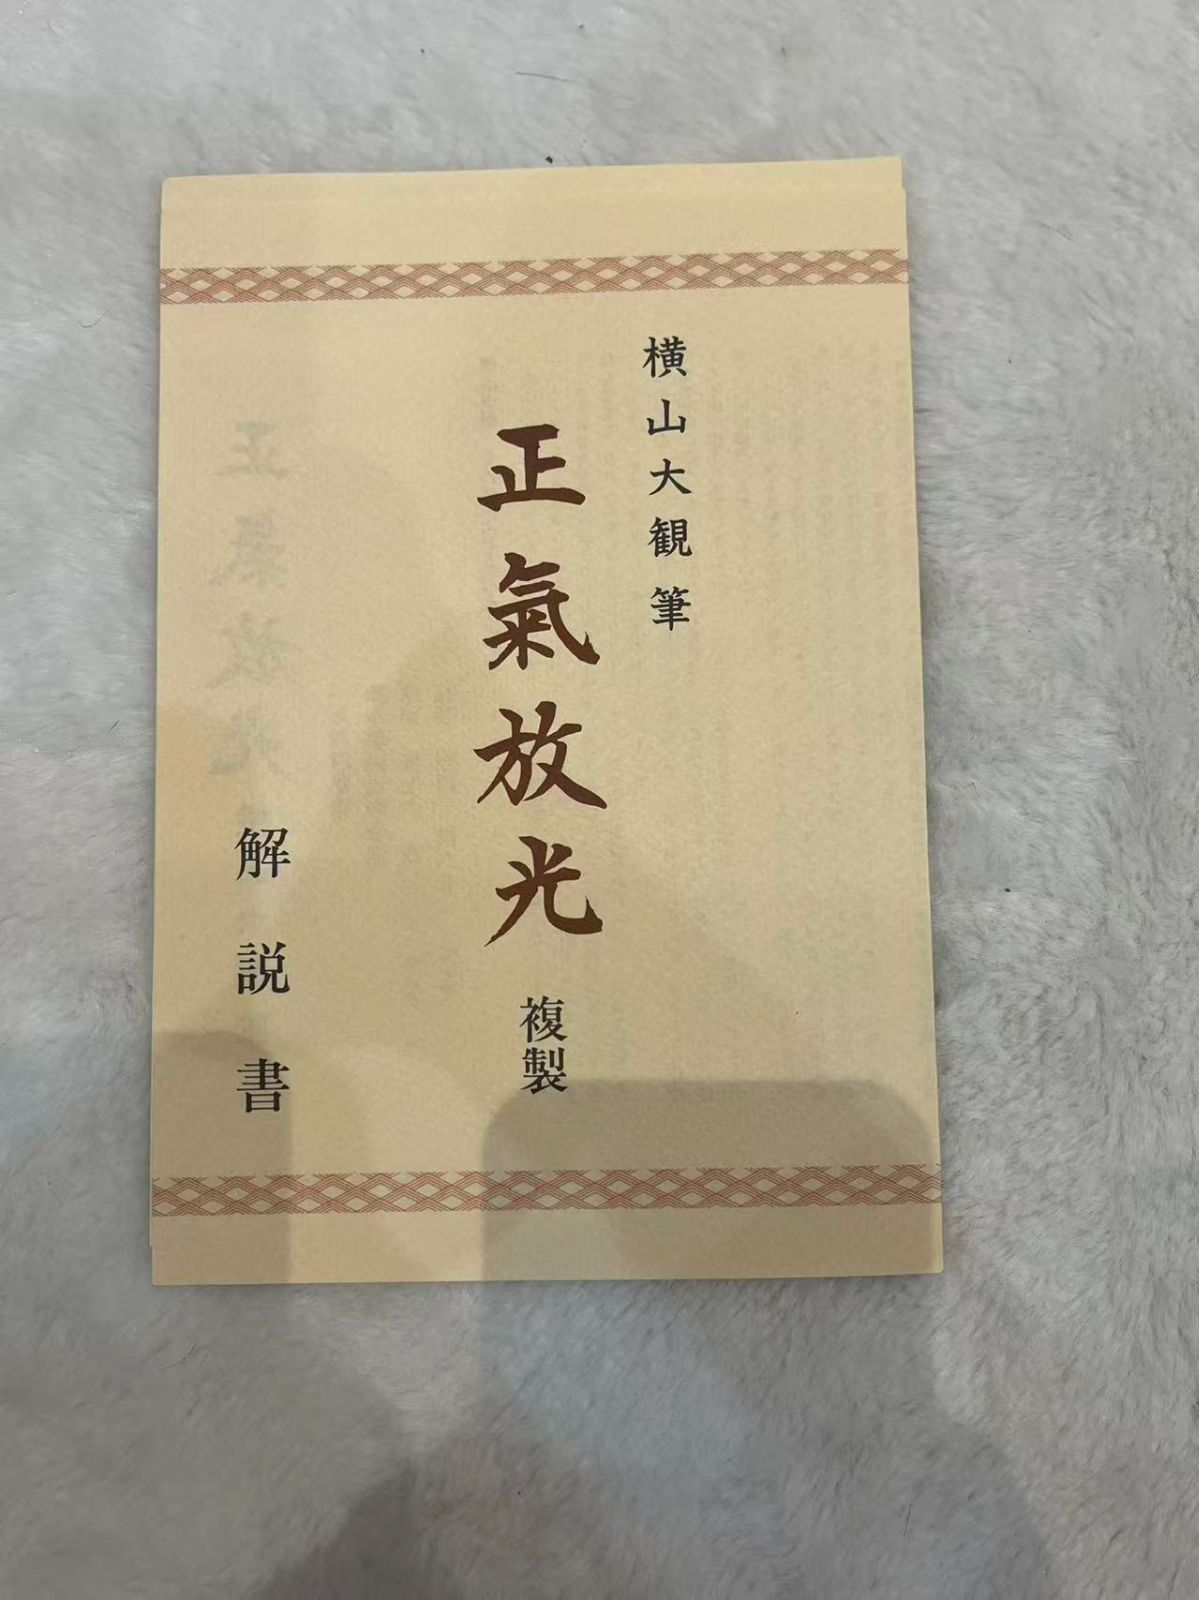 横山大観筆
正氣放光 複製
解説書